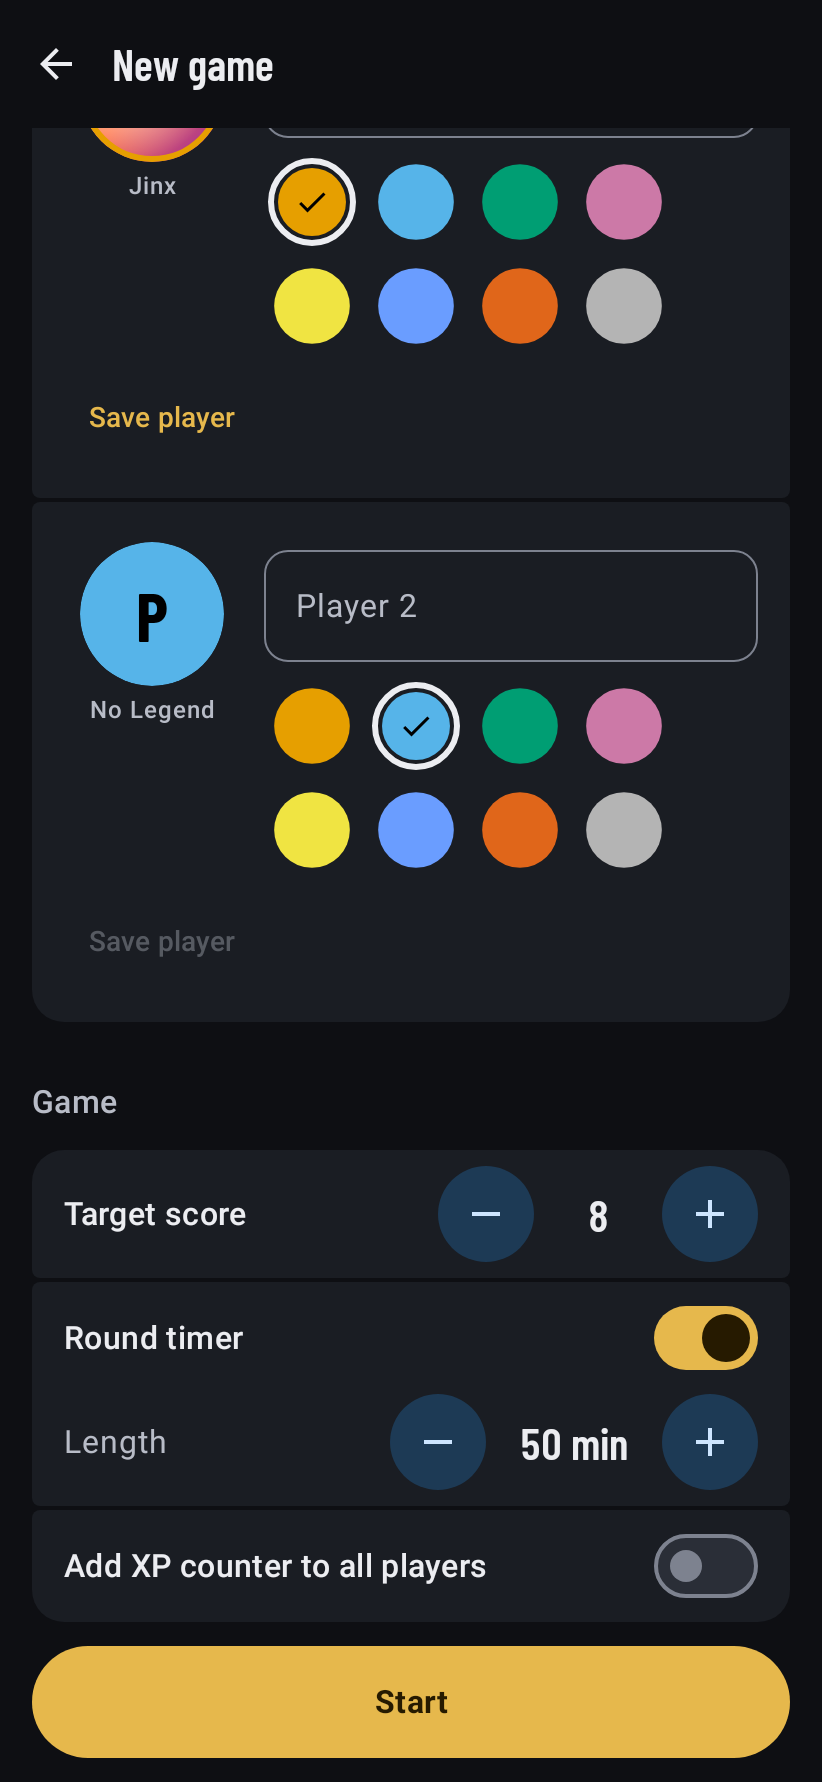 New game
Jinx
Save player
P
Player 2
No Legend
Save player
Game
Target score
8
Round timer
Length
50 min
Add XP counter to all players
Start